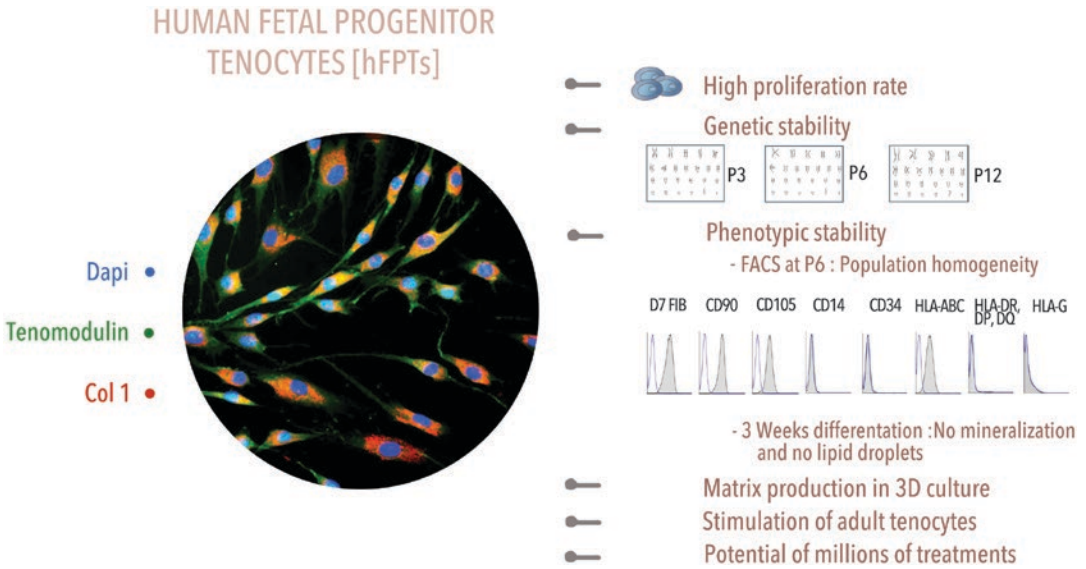 HUMAN FETAL PROGENITOR
TENOCYTES [hFPTs]
Dapi
Tenomodulin
Col 1
High proliferation rate
Genetic stability
P3
P6
P12
Phenotypic stability
- FACS at P6 : Population homogeneity
D7 FIB
CD90
CD105
CD14
CD34
HLA-ABC
HLA-DR,
DP, DQ
HLA-G
- 3 Weeks differentation :No mineralization
and no lipid droplets
Matrix production in 3D culture
Stimulation of adult tenocytes
Potential of millions of treatments